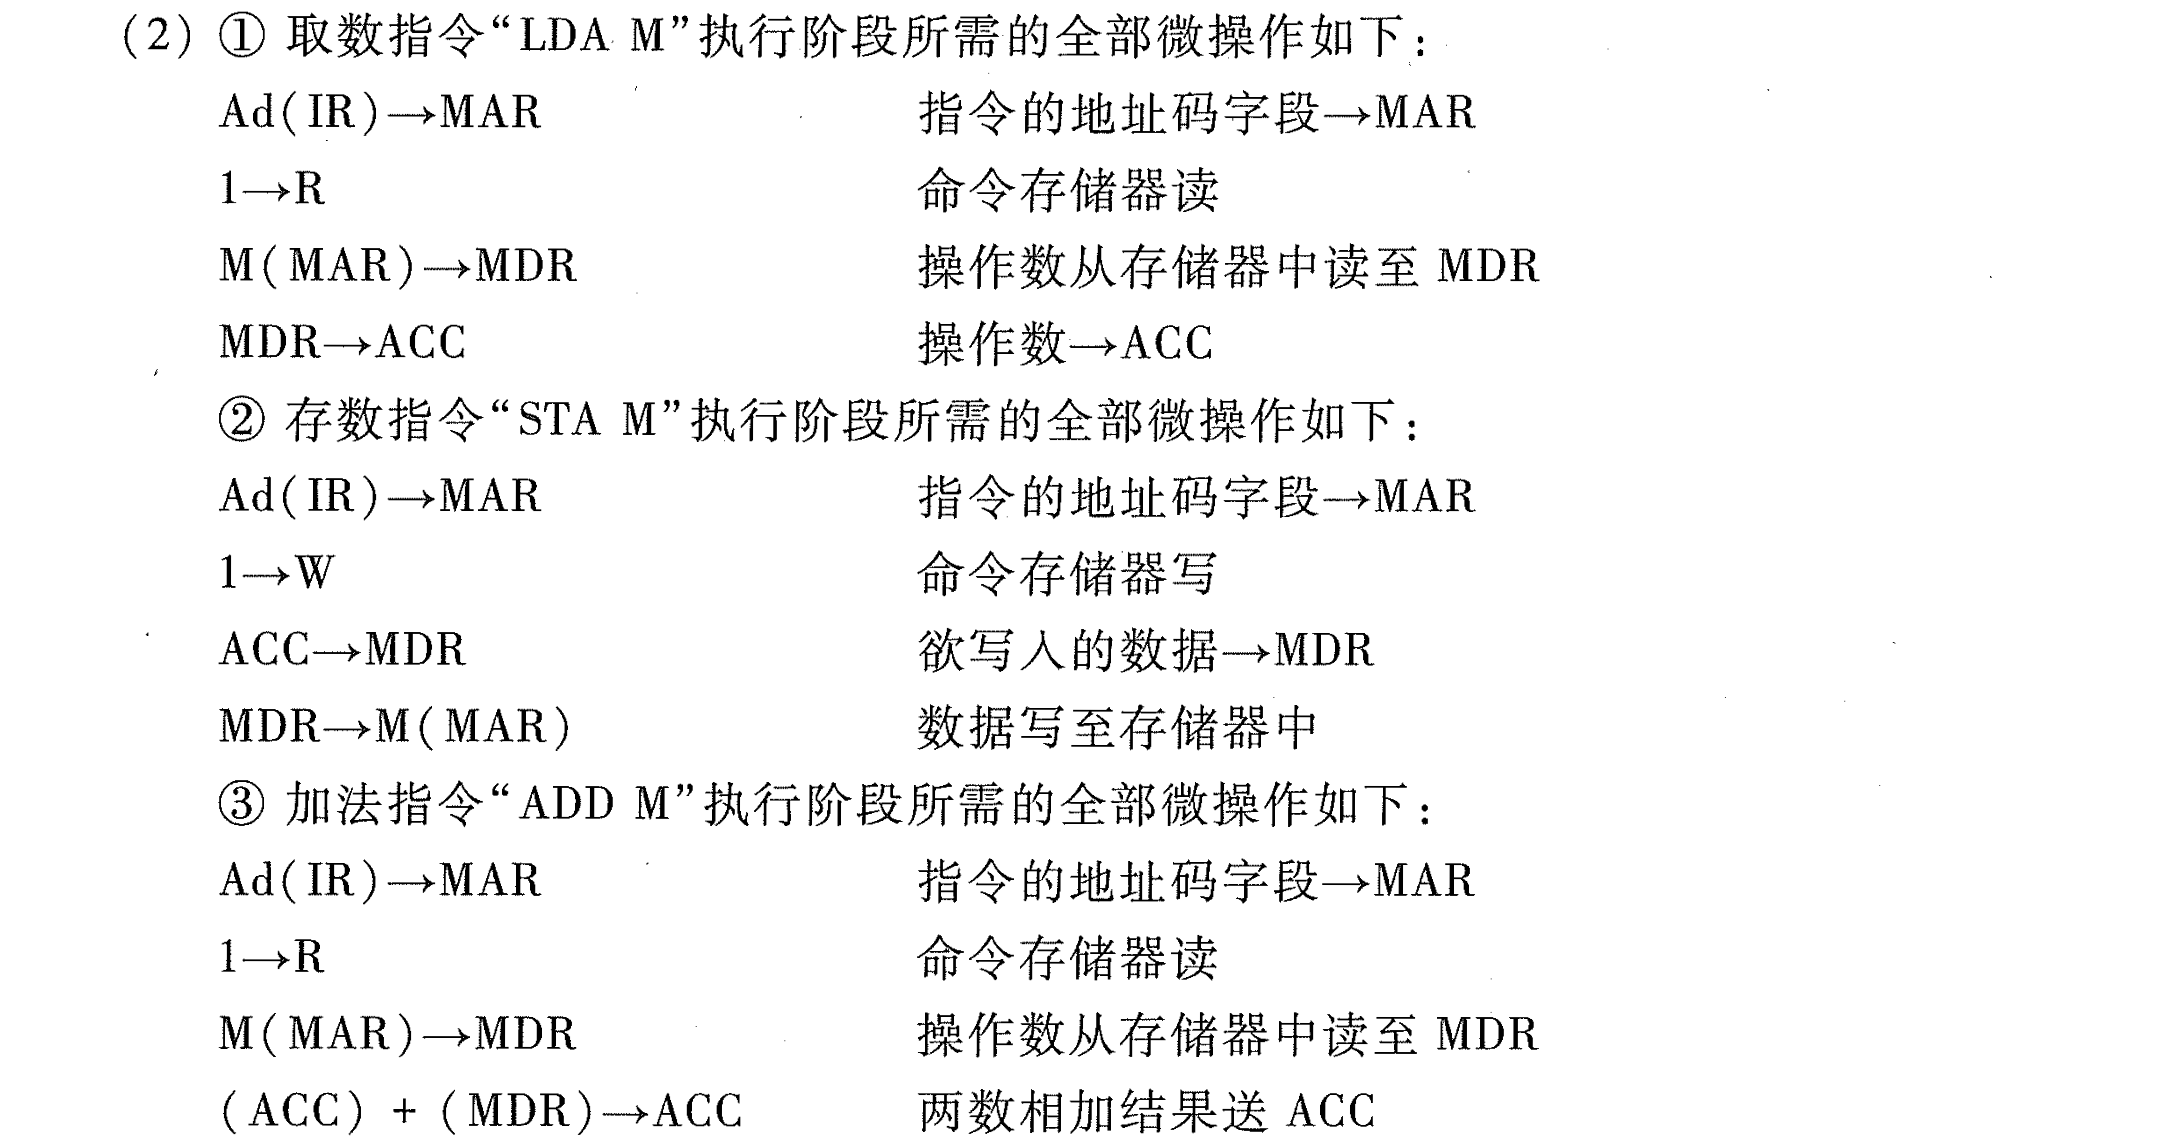 (2) ① 取数指令“LDA M”执行阶段所需的全部微操作如下：
Ad(IR)→MAR 指令的地址码字段→MAR
1→R 命令存储器读
M(MAR)→MDR 操作数从存储器中读至 MDR
MDR→ACC 操作数→ACC
② 存数指令“STA M”执行阶段所需的全部微操作如下：
Ad(IR)→MAR 指令的地址码字段→MAR
1→W 命令存储器写
ACC→MDR 欲写入的数据→MDR
MDR→M(MAR) 数据写至存储器中
③ 加法指令“ADD M”执行阶段所需的全部微操作如下：
Ad(IR)→MAR 指令的地址码字段→MAR
1→R 命令存储器读
M(MAR)→MDR 操作数从存储器中读至 MDR
(ACC) + (MDR)→ACC 两数相加结果送 ACC